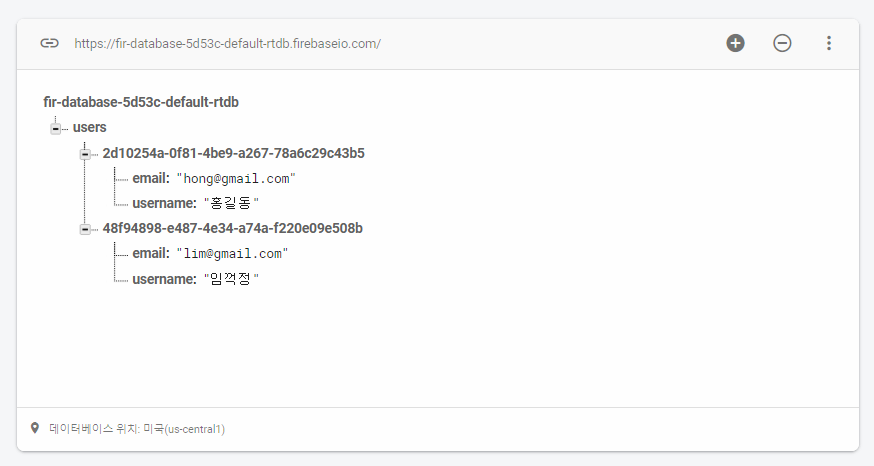 https://fir-database-5d53c-default-rtdb.firebaseio.com/
fir-database-5d53c-default-rtdb
users
2d10254a-0f81-4be9-a267-78a6c29c43b5
email: "hong@gmail.com"
username: "홍길동"
48f94898-e487-4e34-a74a-f220e09e508b
email: "lim@gmail.com"
username: "임꺽정"
데이터베이스 위치: 미국(us-central1)